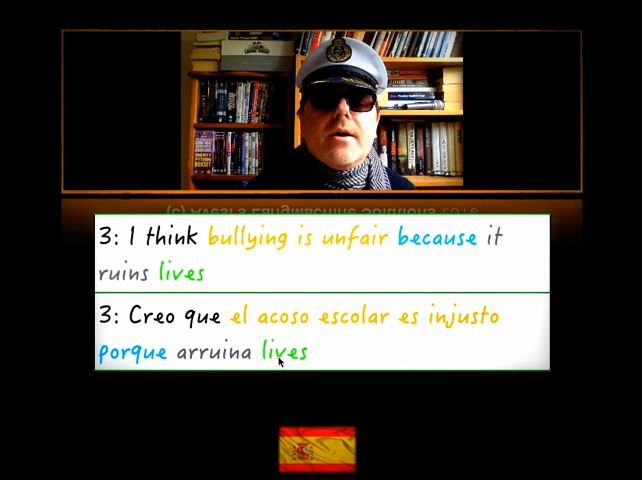 3: I think bullying is unfair because it
ruins lives
3: Creo que el acoso escolar es injusto
porque arruina lives